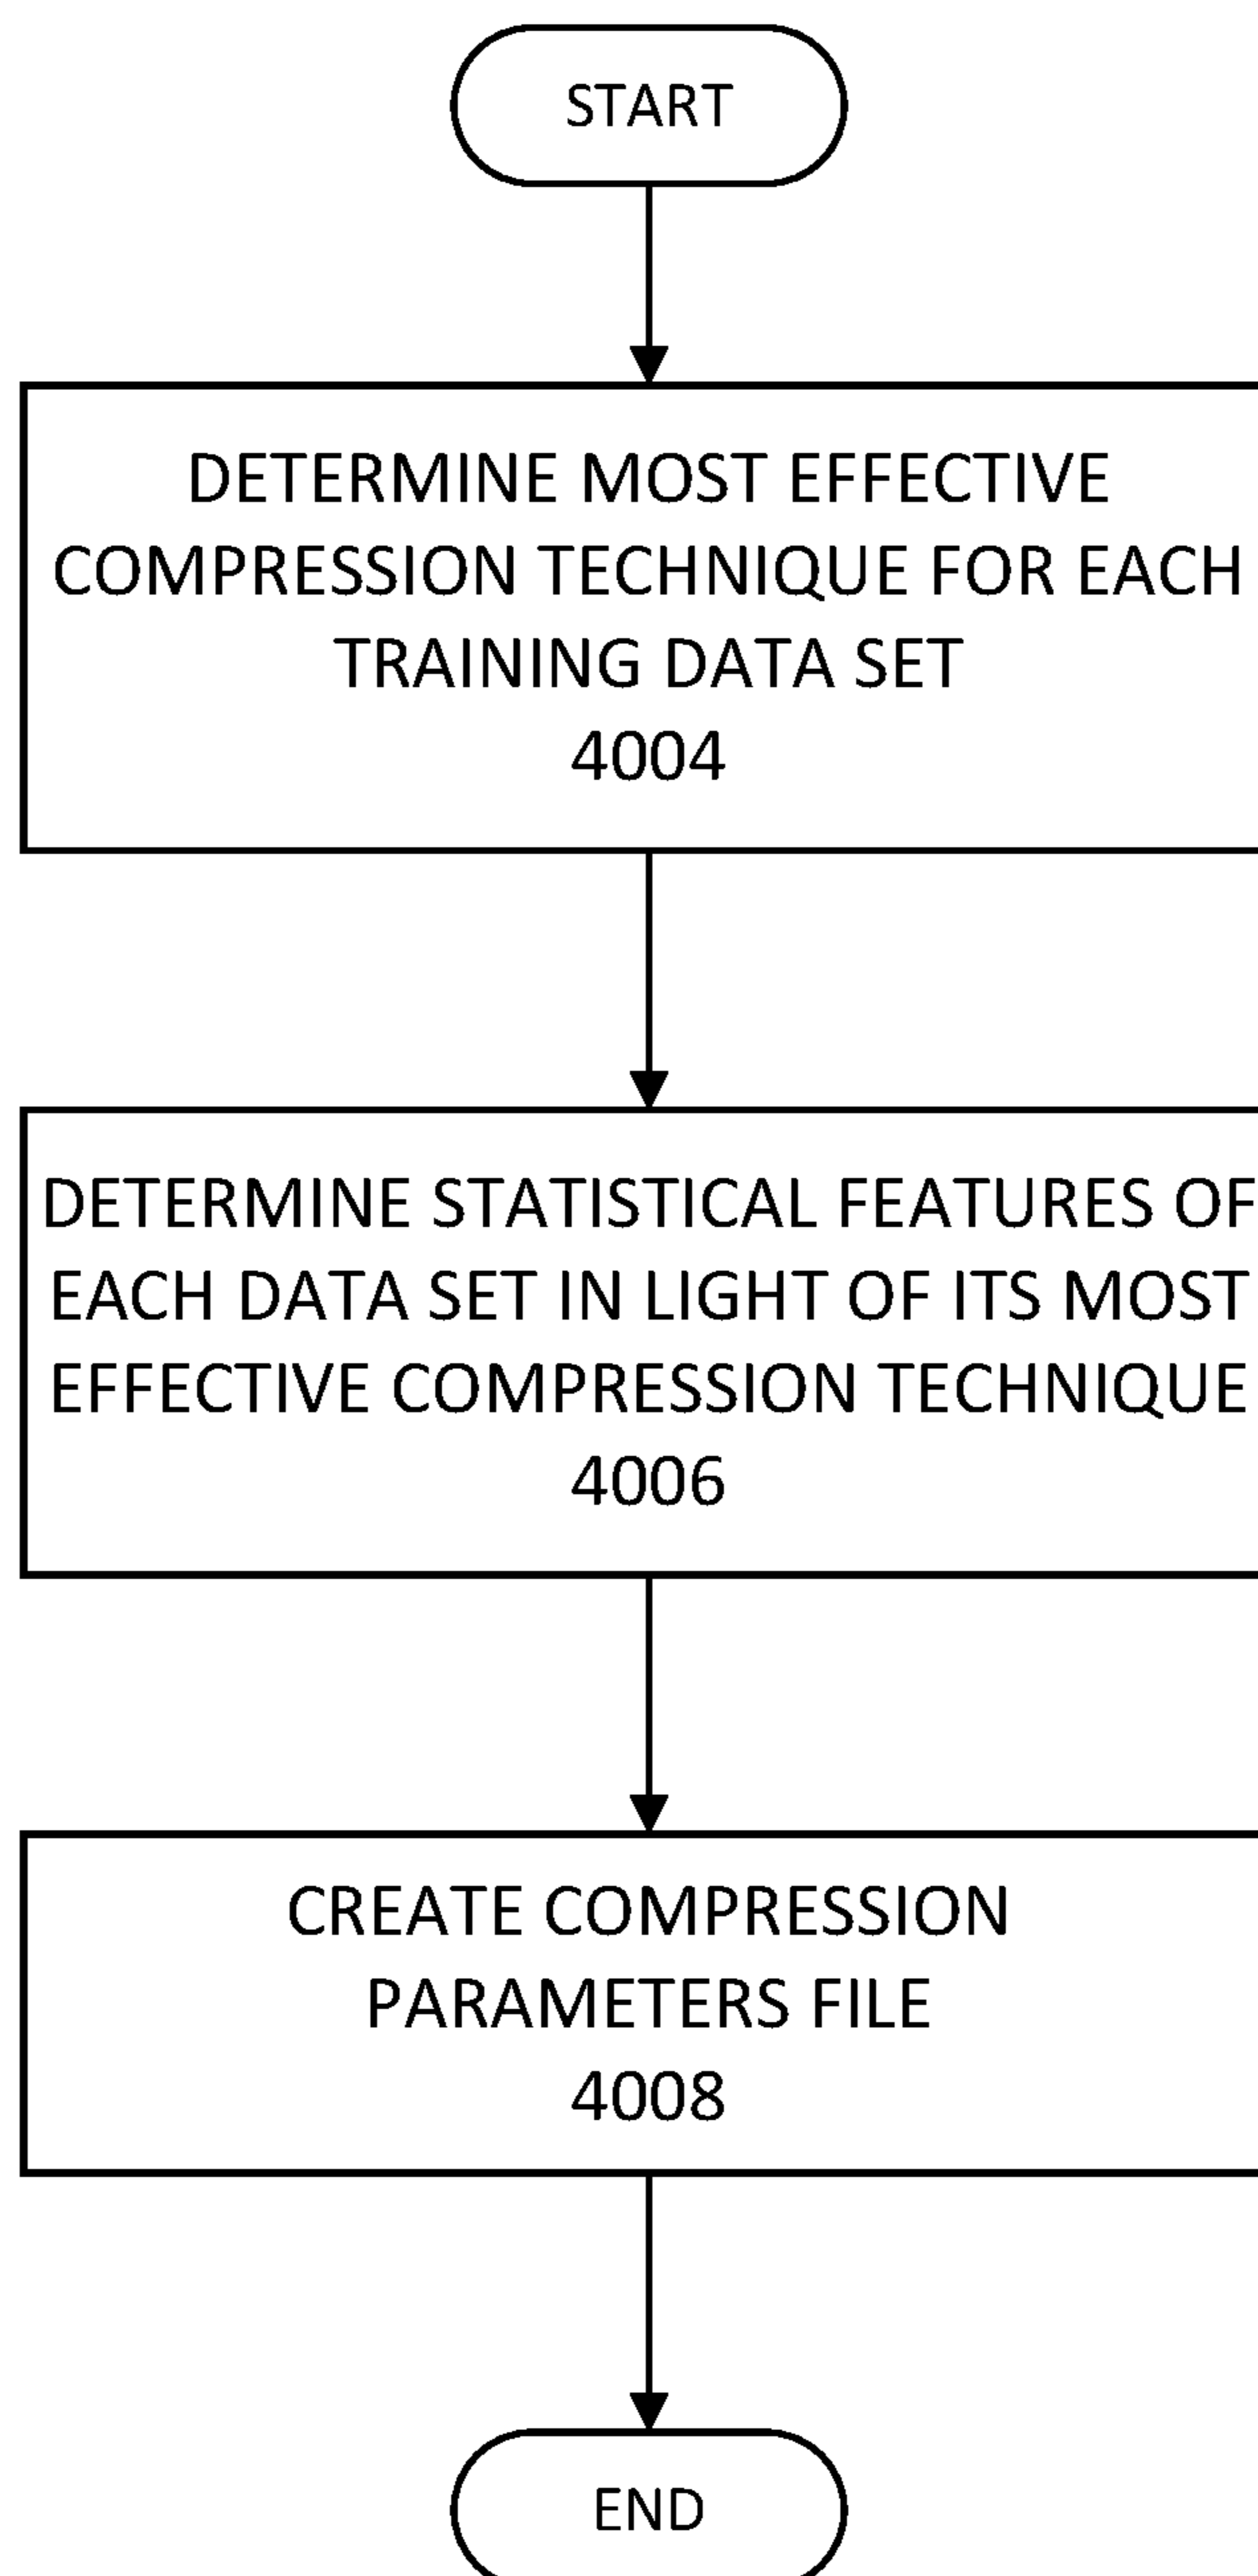 START
DETERMINE MOST EFFECTIVE
COMPRESSION TECHNIQUE FOR EACH
TRAINING DATA SET
4004
DETERMINE STATISTICAL FEATURES OF
EACH DATA SET IN LIGHT OF ITS MOST
EFFECTIVE COMPRESSION TECHNIQUE
4006
CREATE COMPRESSION
PARAMETERS FILE
4008
END